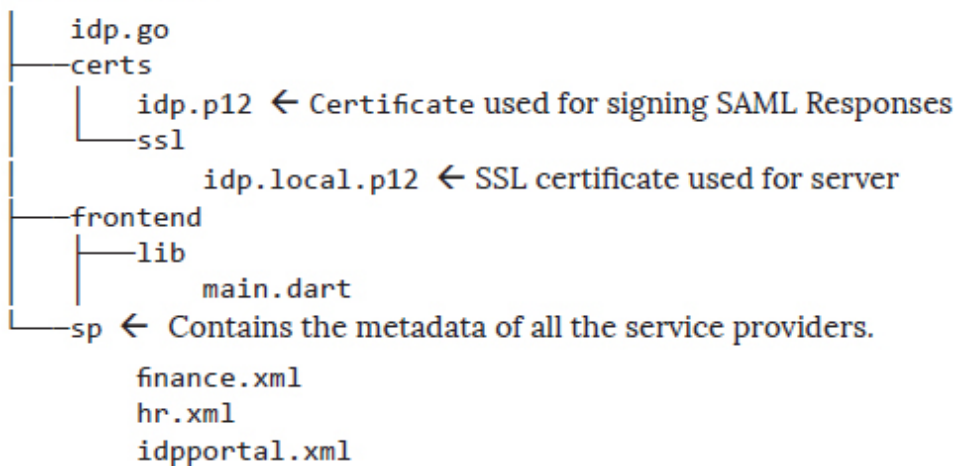 idp.go
certs
idp.p12 ← Certificate used for signing SAML Responses
ssl
idp.local.p12 ← SSL certificate used for server
frontend
lib
main.dart
sp ← Contains the metadata of all the service providers.
finance.xml
hr.xml
idpportal.xml